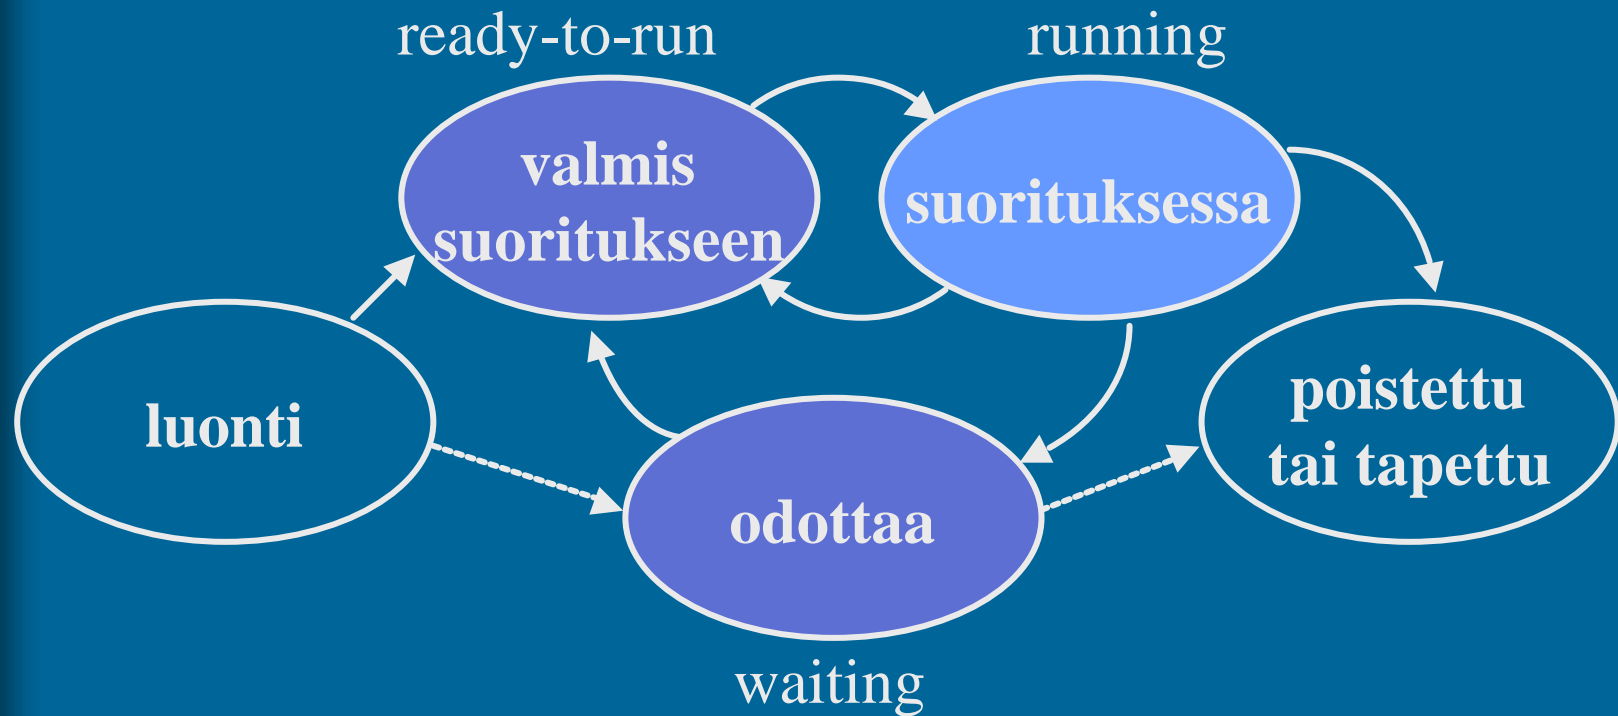 ready-to-run
running
valmis
suoritukseen
suorituksessa
luonti
poistettu
tai tapettu
odottaa
waiting